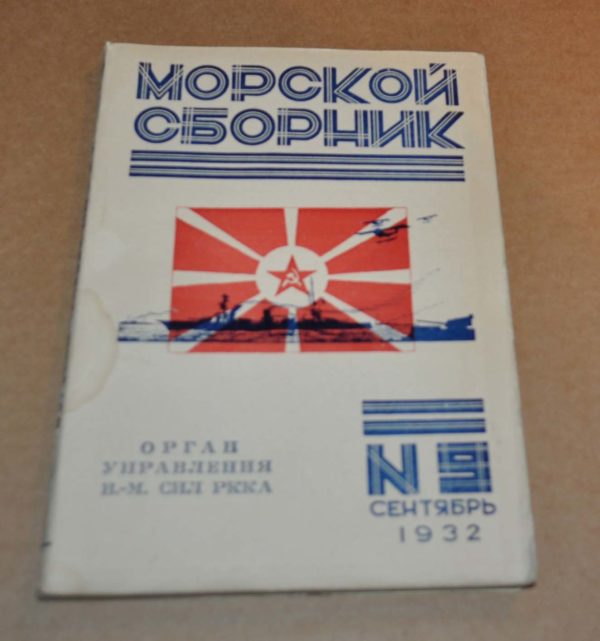 МОРСКОЙ
СБОРНИК
ОРГАН
УПРАВЛЕНИЯ
В.-М. СИЛ РККА
N 9
СЕНТЯБРЬ
1932